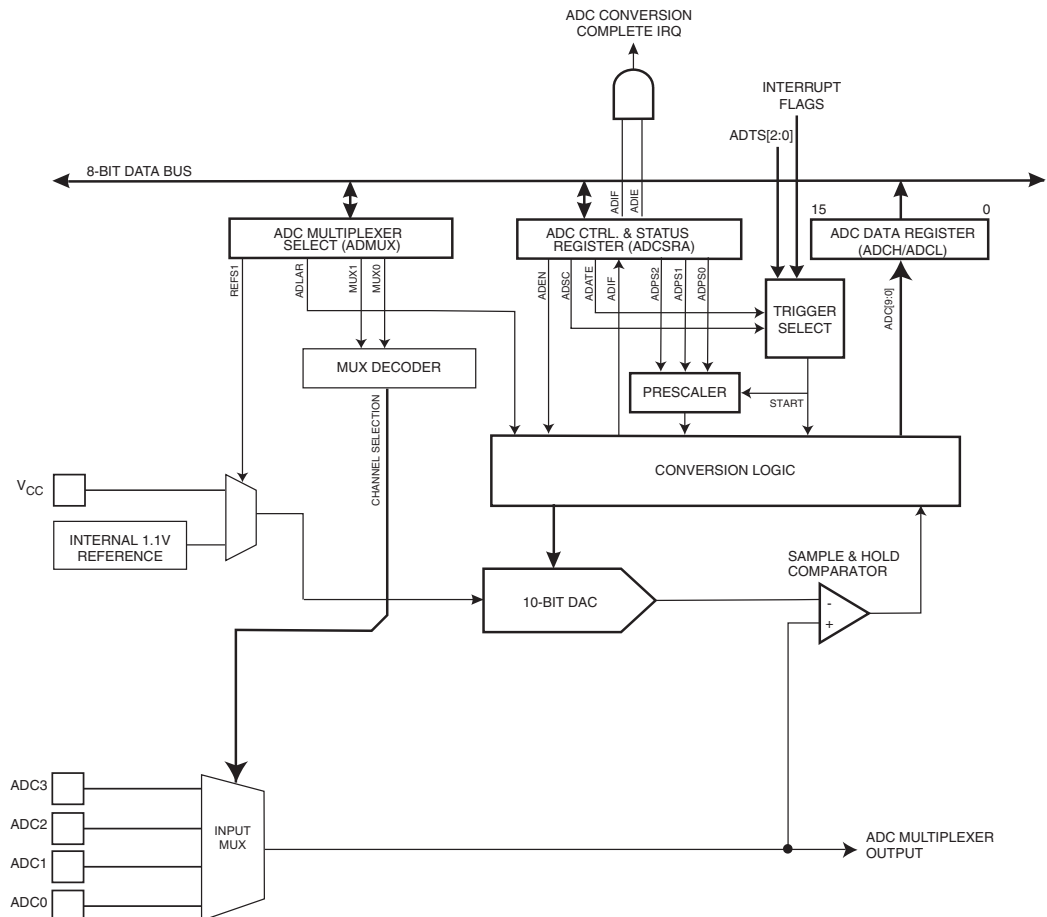 ADC CONVERSION
COMPLETE IRQ
INTERRUPT
FLAGS
ADTS[2:0]
8-BIT DATA BUS
ADIF
ADIE
15
0
ADC MULTIPLEXER
SELECT (ADMUX)
ADC CTRL. & STATUS
REGISTER (ADCSRA)
ADC DATA REGISTER
(ADCH/ADCL)
REFS1
ADLAR
MUX1
MUX0
ADEN
ADSC
ADATE
ADIF
ADPS2
ADPS1
ADPS0
ADC[9:0]
TRIGGER
SELECT
MUX DECODER
PRESCALER
START
CHANNEL SELECTION
CONVERSION LOGIC
VCC
INTERNAL 1.1V
REFERENCE
SAMPLE & HOLD
COMPARATOR
10-BIT DAC
-
+
ADC3
ADC2
ADC1
ADC0
INPUT
MUX
ADC MULTIPLEXER
OUTPUT